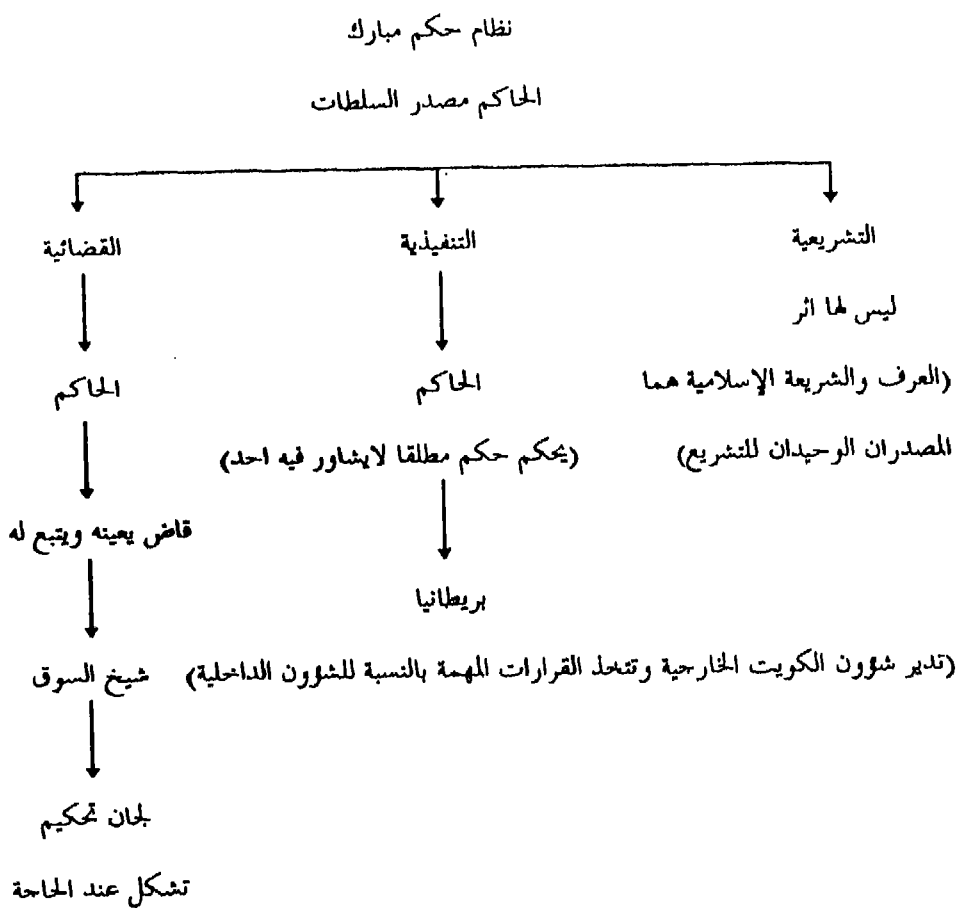 نظام حكم مبارك
الحاكم مصدر السلطات
التشريعية
التنفيذية
القضائية
ليس لها اثر
(العرف والشريعة الإسلامية هما
المصدران الوحيدان للتشريع)
الحاكم
(يحكم حكم مطلقا لايشاور فيه احد)
بريطانيا
(تدير شؤون الكويت الخارجية وتتخذ القرارات المهمة بالنسبة للشؤون الداخلية)
الحاكم
قاض يعينه ويتبع له
شيخ السوق
لجان تحكيم
تشكل عند الحاجة